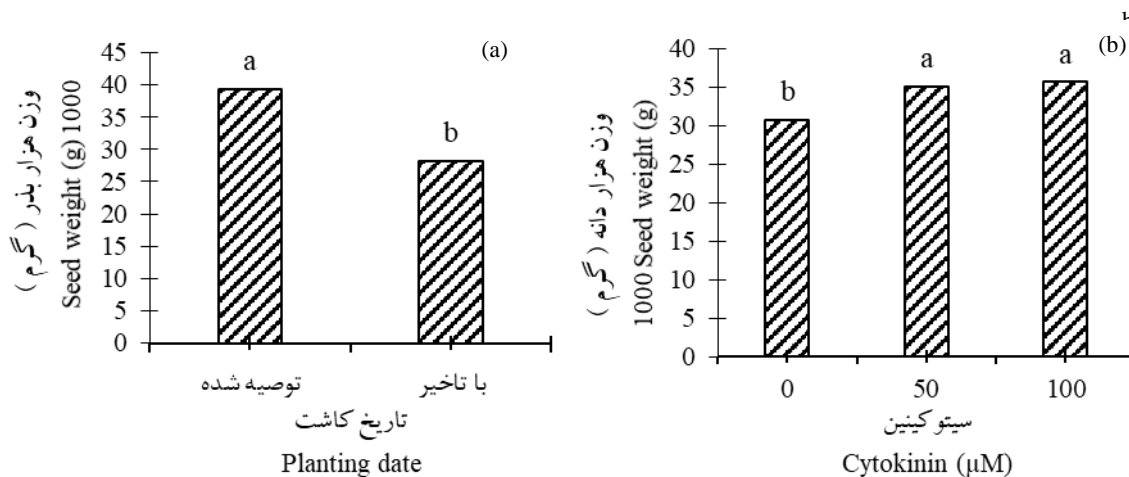 (a)
وزن هزار بذر ( گرم )
Seed weight (g) 1000
45
40
35
30
25
20
15
10
5
0
a
b
توصیه شده
با تاخیر
تاریخ کاشت
Planting date
(b)
وزن هزار دانه ( گرم )
1000 Seed weight (g)
40
35
30
25
20
15
10
5
0
b
a
a
0
50
100
سیتوکینین
Cytokinin (µM)